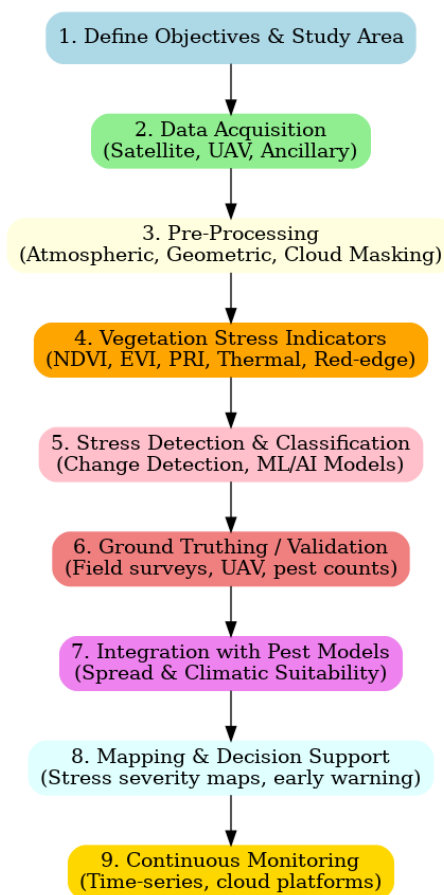 1. Define Objectives & Study Area
2. Data Acquisition
(Satellite, UAV, Ancillary)
3. Pre-Processing
(Atmospheric, Geometric, Cloud Masking)
4. Vegetation Stress Indicators
(NDVI, EVI, PRI, Thermal, Red-edge)
5. Stress Detection & Classification
(Change Detection, ML/AI Models)
6. Ground Truthing / Validation
(Field surveys, UAV, pest counts)
7. Integration with Pest Models
(Spread & Climatic Suitability)
8. Mapping & Decision Support
(Stress severity maps, early warning)
9. Continuous Monitoring
(Time-series, cloud platforms)